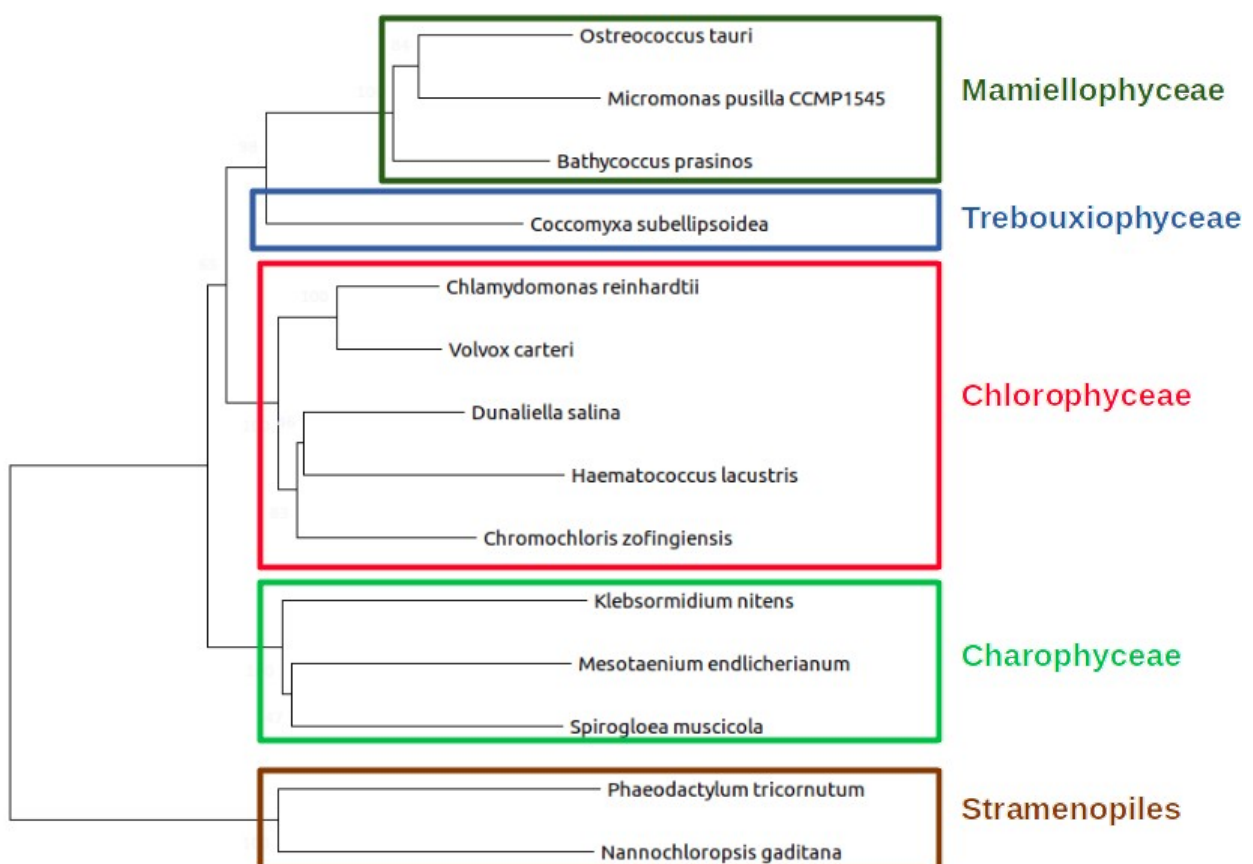 Ostreococcus tauri
Micromonas pusilla CCMP1545
Mamiellophyceae
Bathycoccus prasinos
Coccomyxa subellipsoidea
Trebouxiophyceae
Chlamydomonas reinhardtii
Volvox carteri
Chlorophyceae
Dunaliella salina
Haematococcus lacustris
Chromochloris zofingiensis
Klebsormidium nitens
Charophyceae
Mesotaenium endlicherianum
Spirogloea muscicola
Phaeodactylum tricornutum
Stramenopiles
Nannochloropsis gaditana